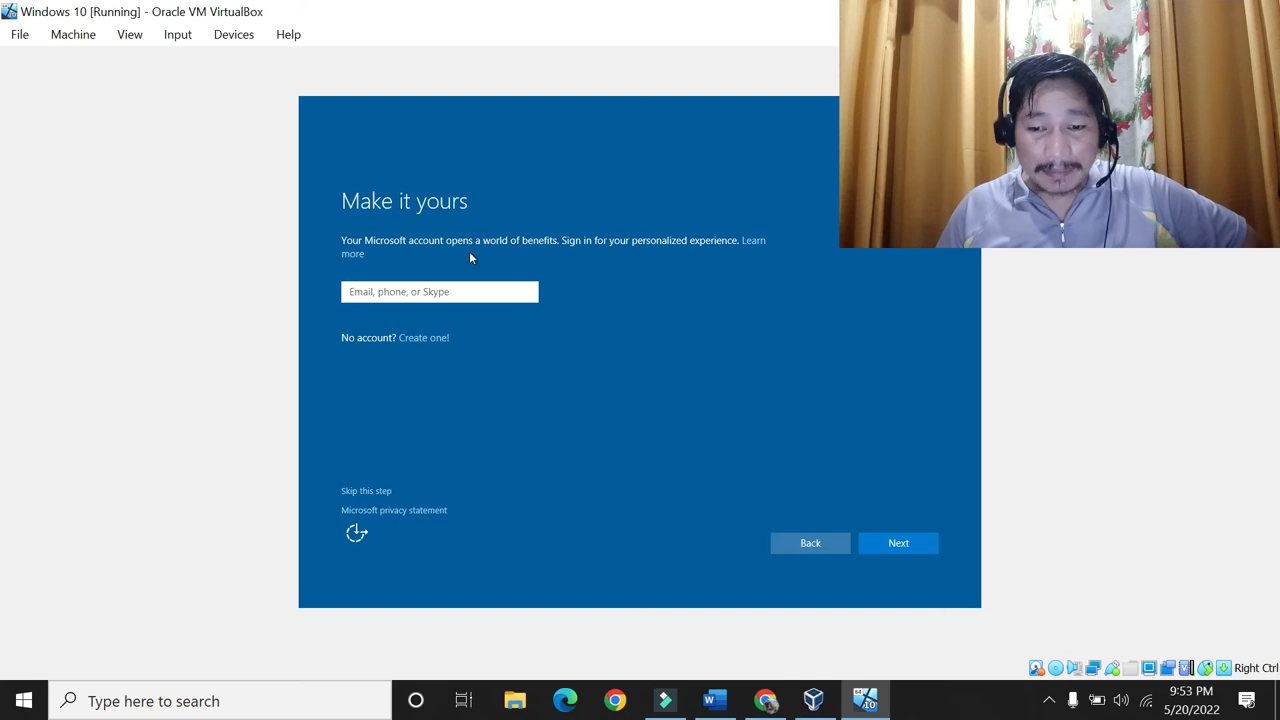 Windows 10 [Running] - Oracle VM VirtualBox
File Machine View Input Devices Help
Make it yours
Your Microsoft account opens a world of benefits. Sign in for your personalized experience. Learn
more
Email, phone, or Skype
No account? Create one!
Skip this step
Microsoft privacy statement
Back Next
Right Ctrl
Type here to search
9:53 PM
5/20/2022